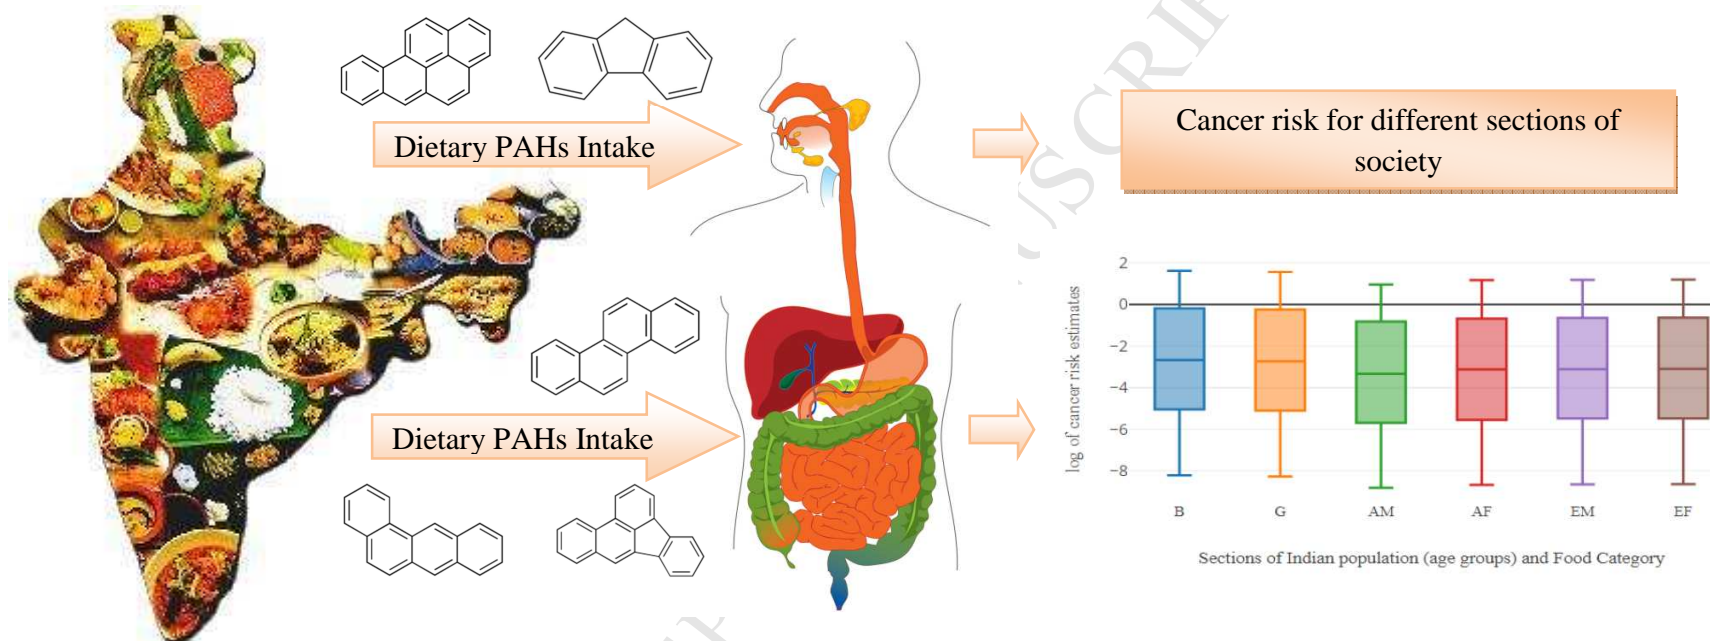 Dietary PAHs Intake
Cancer risk for different sections of
society
Dietary PAHs Intake
log of cancer risk estimates
2
0
−2
−4
−6
−8
B G AM AF EM EF
Sections of Indian population (age groups) and Food Category